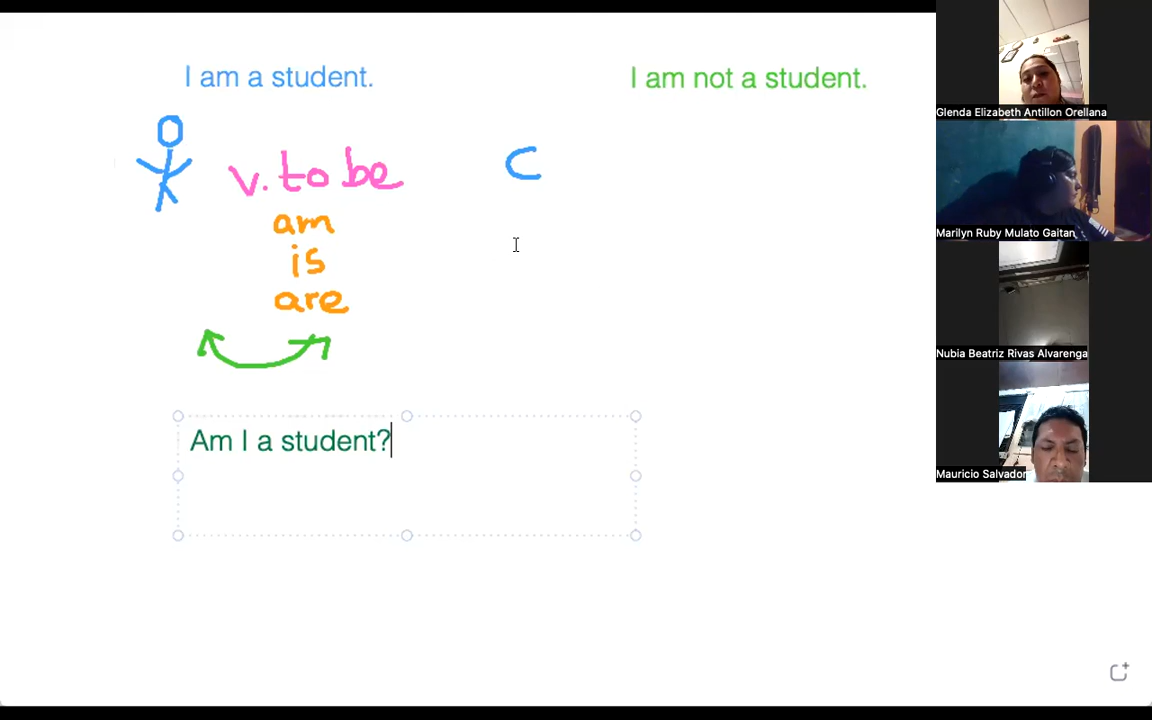 I am a student.
I am not a student.
v. to be
C
am
is
are
Am I a student?
Glenda Elizabeth Antillon Orellana
Marilyn Ruby Mulato Gaitan
Nubia Beatriz Rivas Alvarenga
Mauricio Salvador